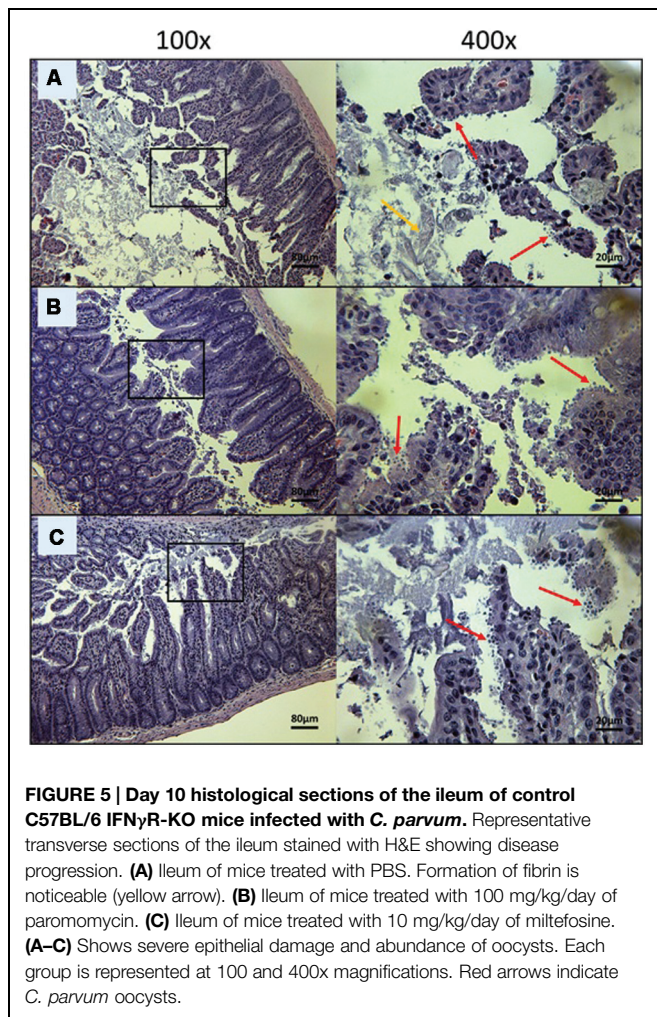 100x 400x
A
80µm 20µm
B
80µm 20µm
C
80µm 20µm
FIGURE 5 | Day 10 histological sections of the ileum of control
C57BL/6 IFNγR-KO mice infected with C. parvum. Representative
transverse sections of the ileum stained with H&E showing disease
progression. (A) Ileum of mice treated with PBS. Formation of fibrin is
noticeable (yellow arrow). (B) Ileum of mice treated with 100 mg/kg/day of
paromomycin. (C) Ileum of mice treated with 10 mg/kg/day of miltefosine.
(A–C) Shows severe epithelial damage and abundance of oocysts. Each
group is represented at 100 and 400x magnifications. Red arrows indicate
C. parvum oocysts.